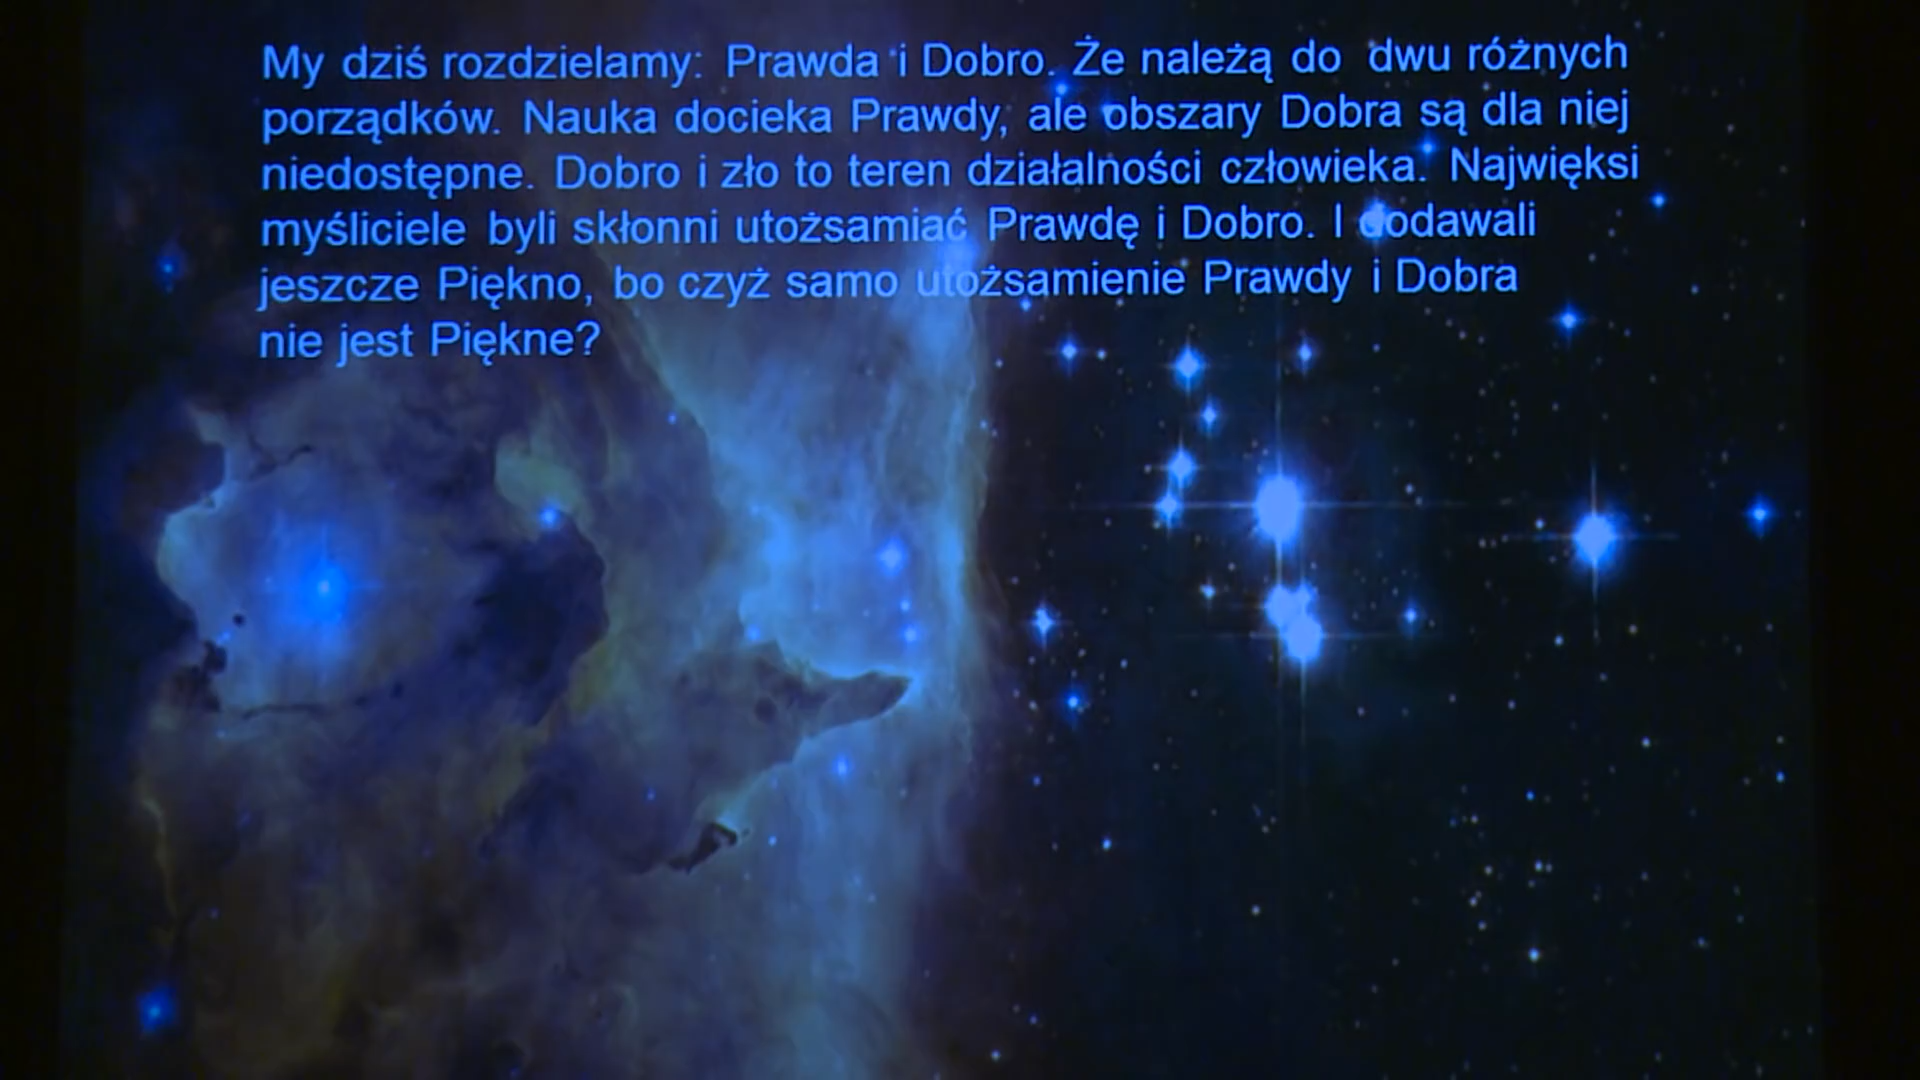 My dziś rozdzielamy: Prawda i Dobro. Że należą do dwu różnych
porządków. Nauka docieka Prawdy, ale obszary Dobra są dla niej
niedostępne. Dobro i zło to teren działalności człowieka. Najwięksi
myśliciele byli skłonni utożsamiać Prawdę i Dobro. I dodawali
jeszcze Piękno, bo czyż samo utożsamienie Prawdy i Dobra
nie jest Piękne?